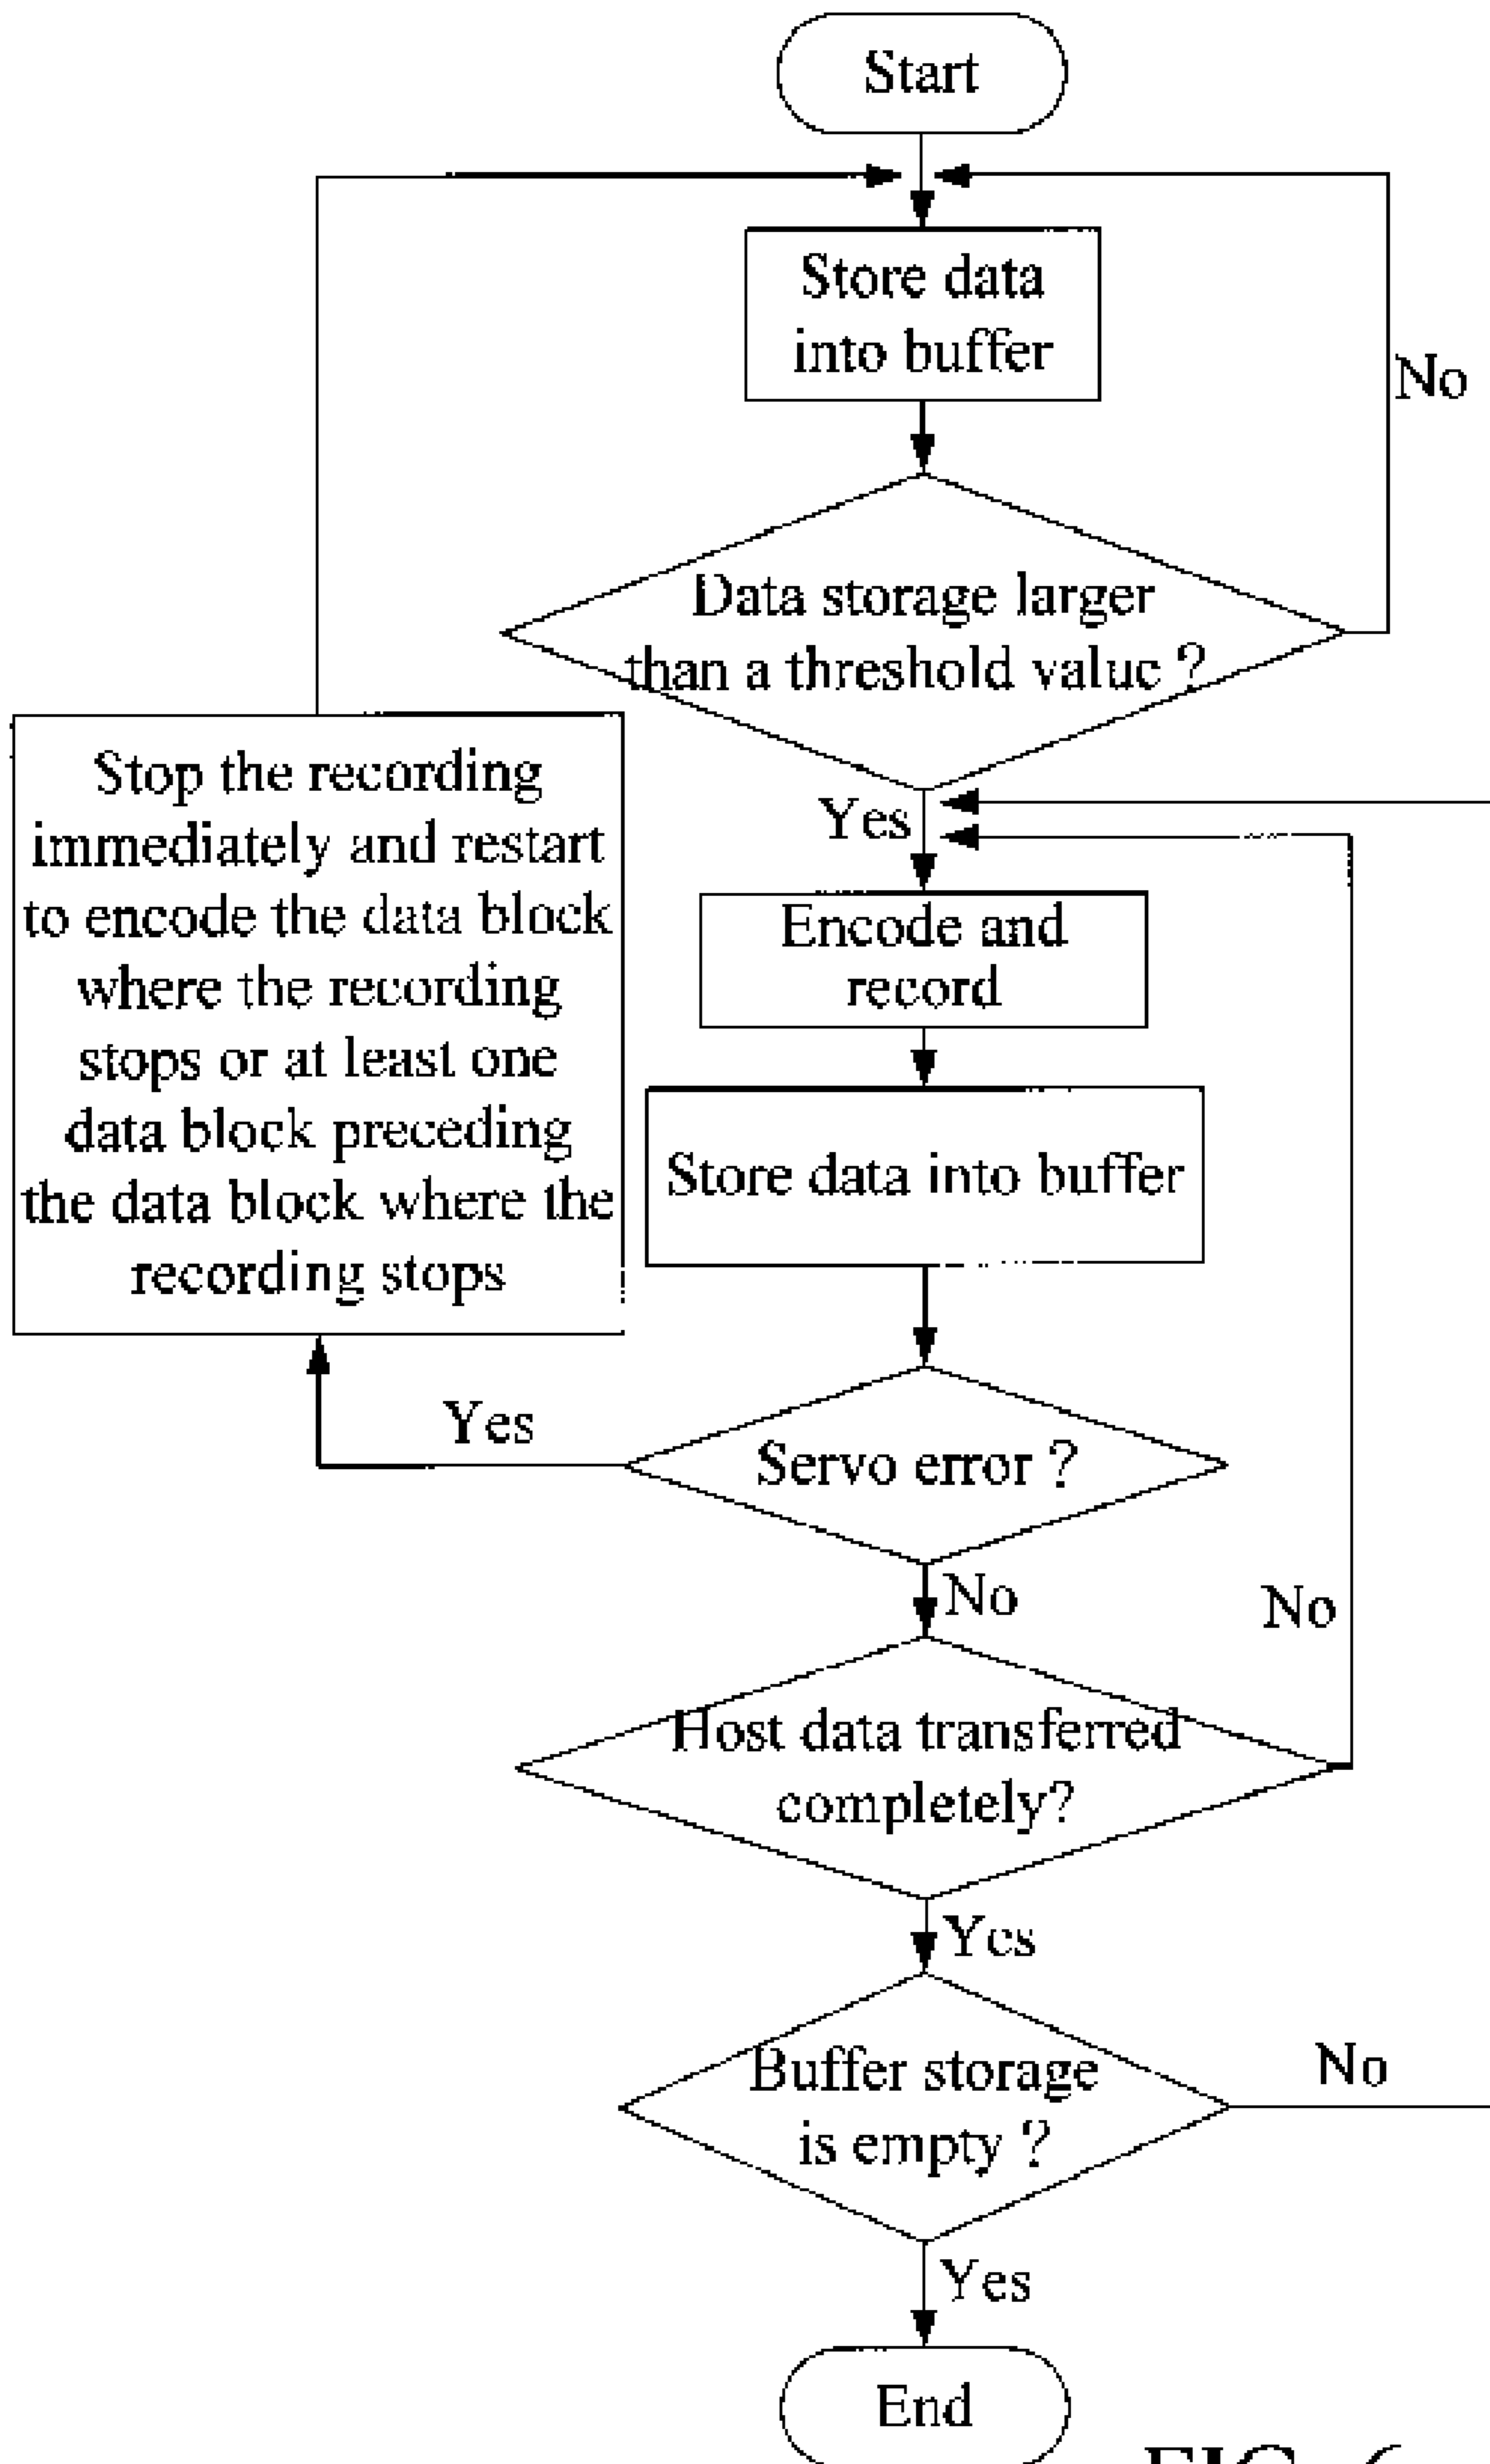 Start
Store data
into buffer
No
Data storage larger
than a threshold value ?
Yes
Stop the recording
immediately and restart
to encode the data block
where the recording
stops or at least one
data block preceding
the data block where the
recording stops
Encode and
record
Store data into buffer
Yes
Servo error ?
No
No
Host data transferred
completely?
Yes
Buffer storage
is empty ?
No
Yes
End
FIG. 6